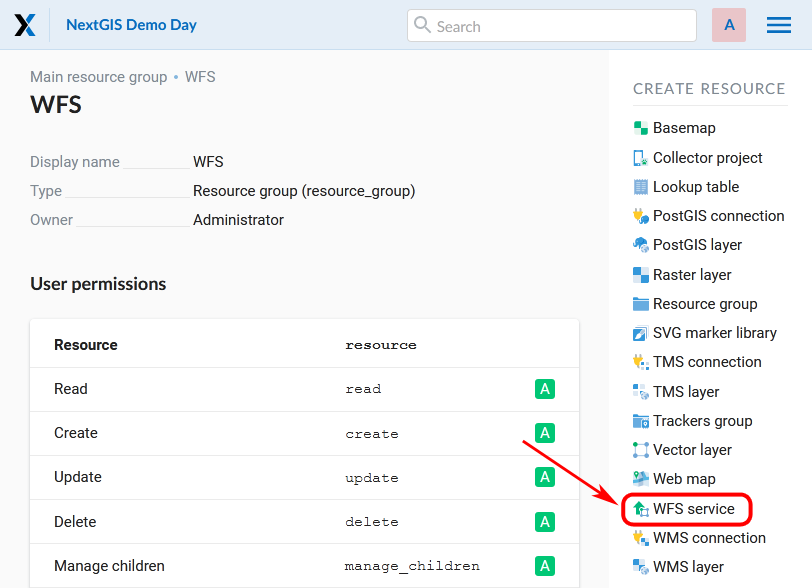 NextGIS Demo Day
Search
A
Main resource group • WFS
WFS
Display name WFS
Type Resource group (resource_group)
Owner Administrator
User permissions
Resource resource
Read read A
Create create A
Update update A
Delete delete A
Manage children manage_children A
CREATE RESOURCE
Basemap
Collector project
Lookup table
PostGIS connection
PostGIS layer
Raster layer
Resource group
SVG marker library
TMS connection
TMS layer
Trackers group
Vector layer
Web map
WFS service
WMS connection
WMS layer